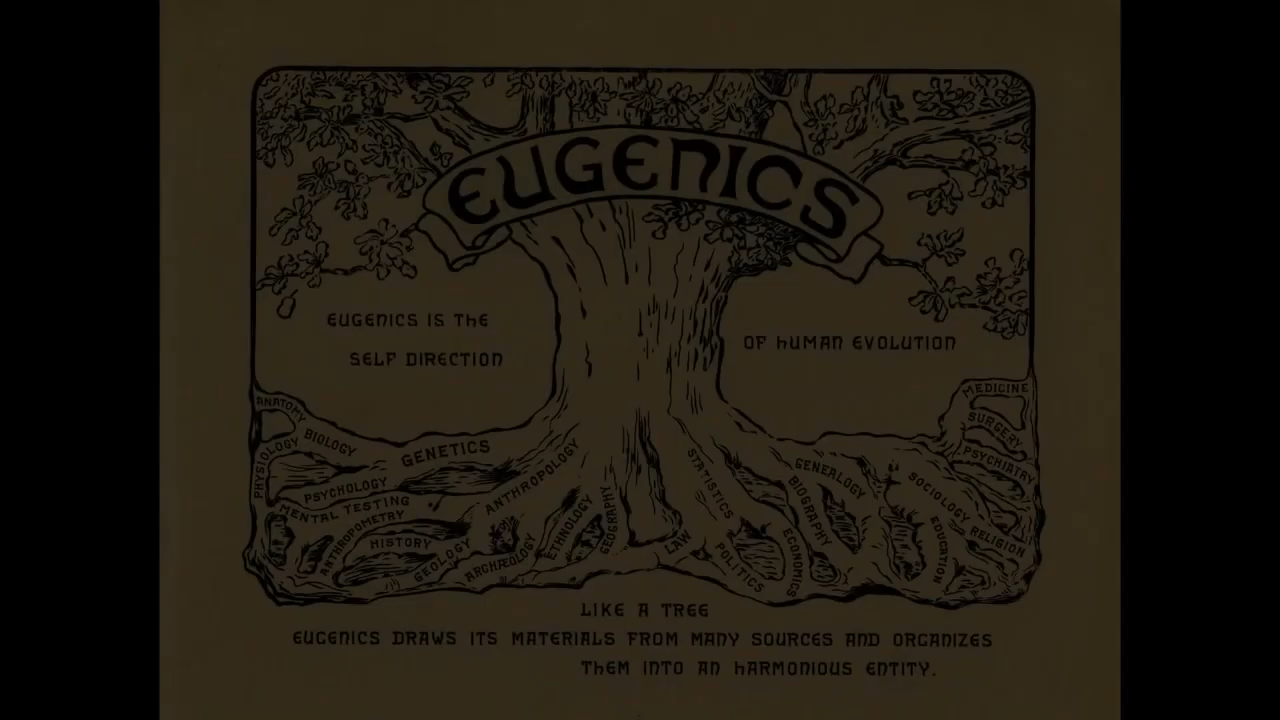 EUGENICS
EUGENICS IS THE
SELF DIRECTION
OF HUMAN EVOLUTION
ANATOMY
PHYSIOLOGY
BIOLOGY
GENETICS
PSYCHOLOGY
MENTAL TESTING
ANTHROPOMETRY
HISTORY
GEOLOGY
ANTHROPOLOGY
ARCHÆOLOGY
ETHNOLOGY
GEOGRAPHY
LAW
STATISTICS
POLITICS
ECONOMICS
BIOGRAPHY
GENEALOGY
EDUCATION
SOCIOLOGY
RELIGION
PSYCHIATRY
SURGERY
MEDICINE
LIKE A TREE
EUGENICS DRAWS ITS MATERIALS FROM MANY SOURCES AND ORGANIZES
THEM INTO AN HARMONIOUS ENTITY.